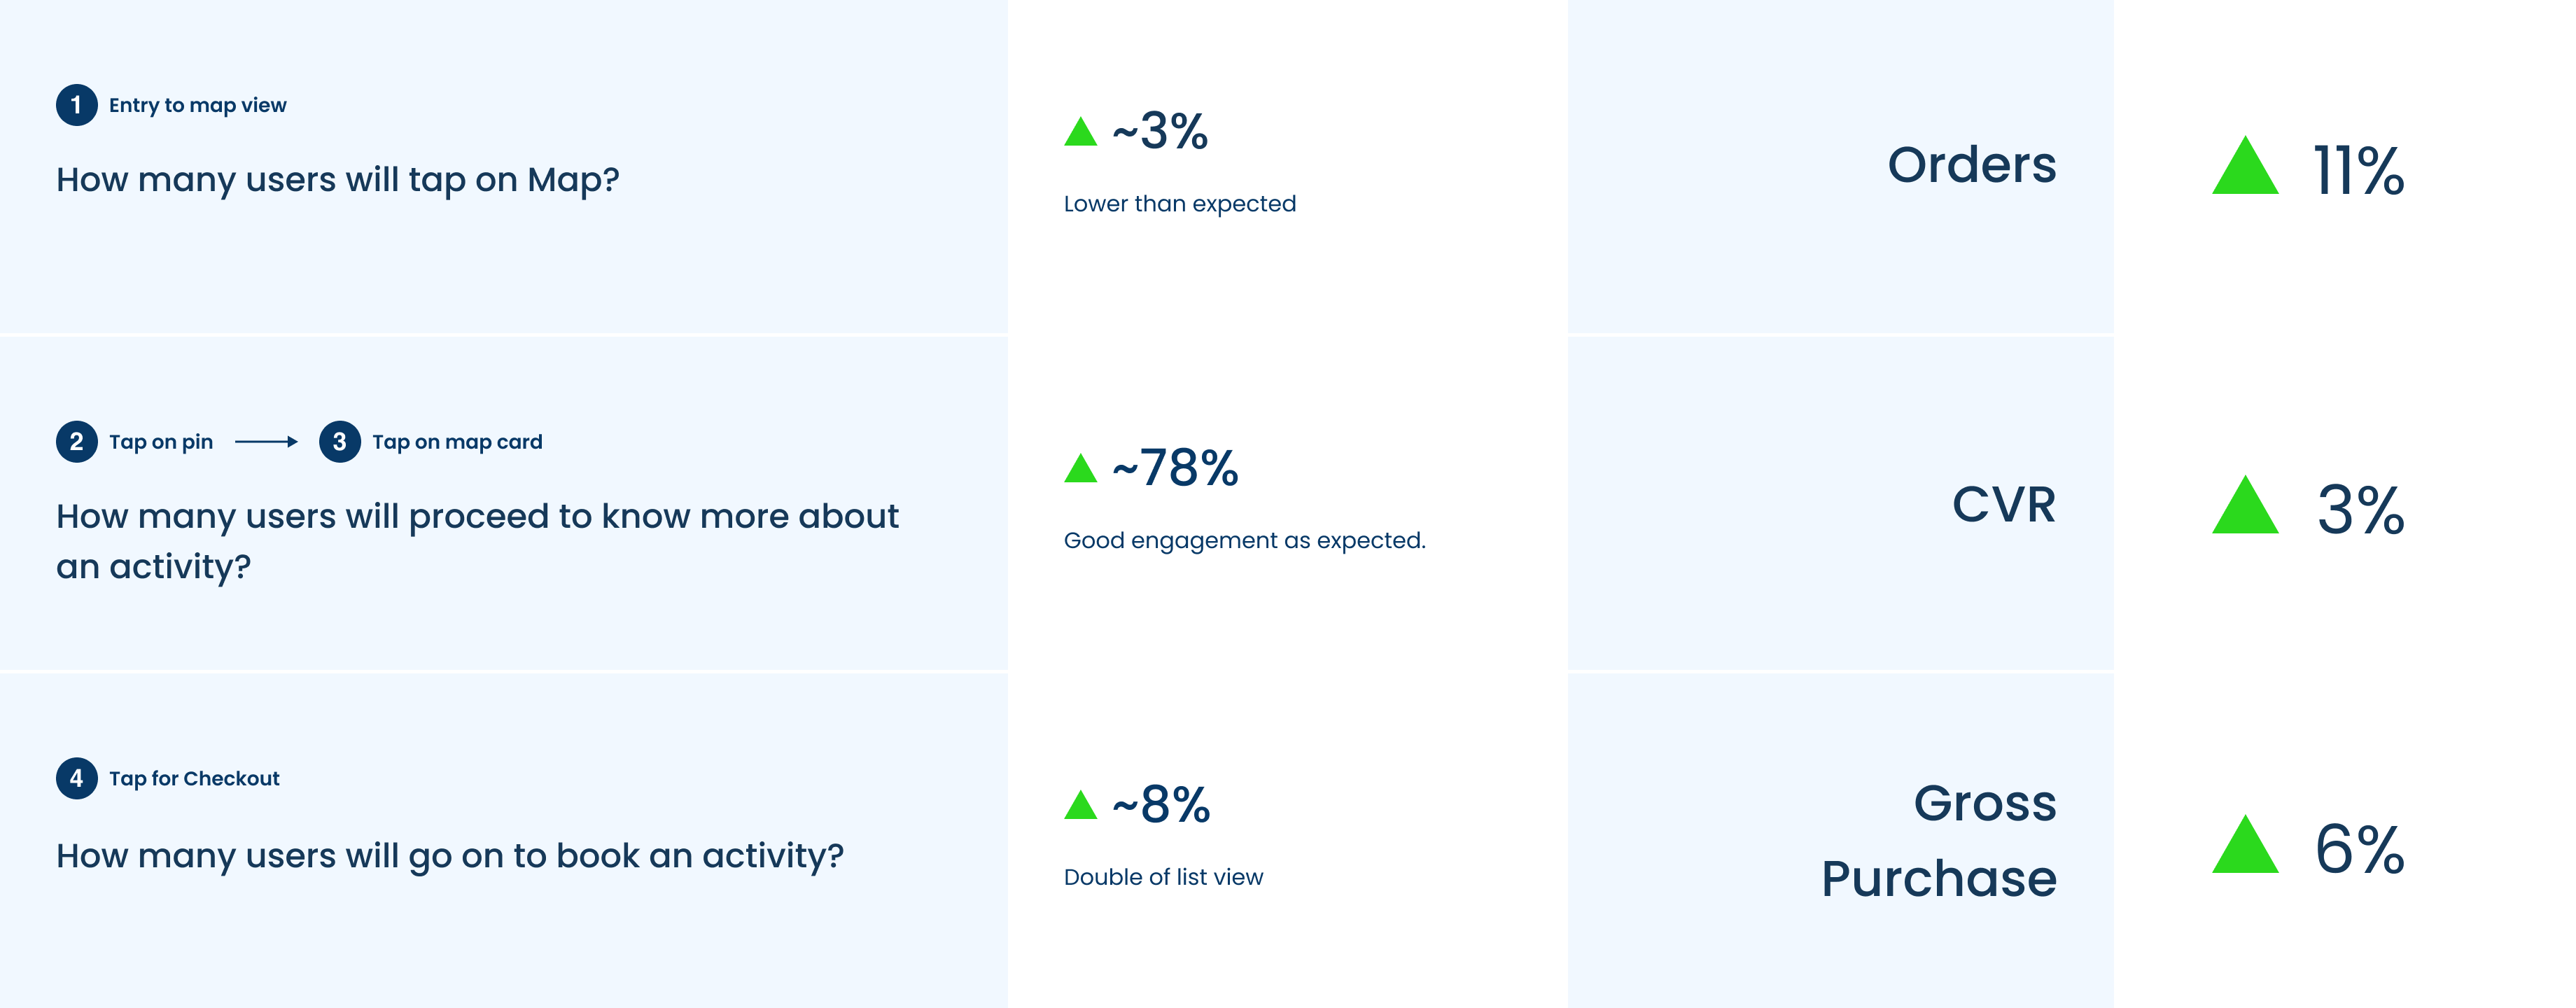 1 Entry to map view
How many users will tap on Map?
~3%
Lower than expected
2 Tap on pin 3 Tap on map card
How many users will proceed to know more about
an activity?
~78%
Good engagement as expected.
4 Tap for Checkout
How many users will go on to book an activity?
~8%
Double of list view
Orders
11%
CVR
3%
Gross
Purchase
6%